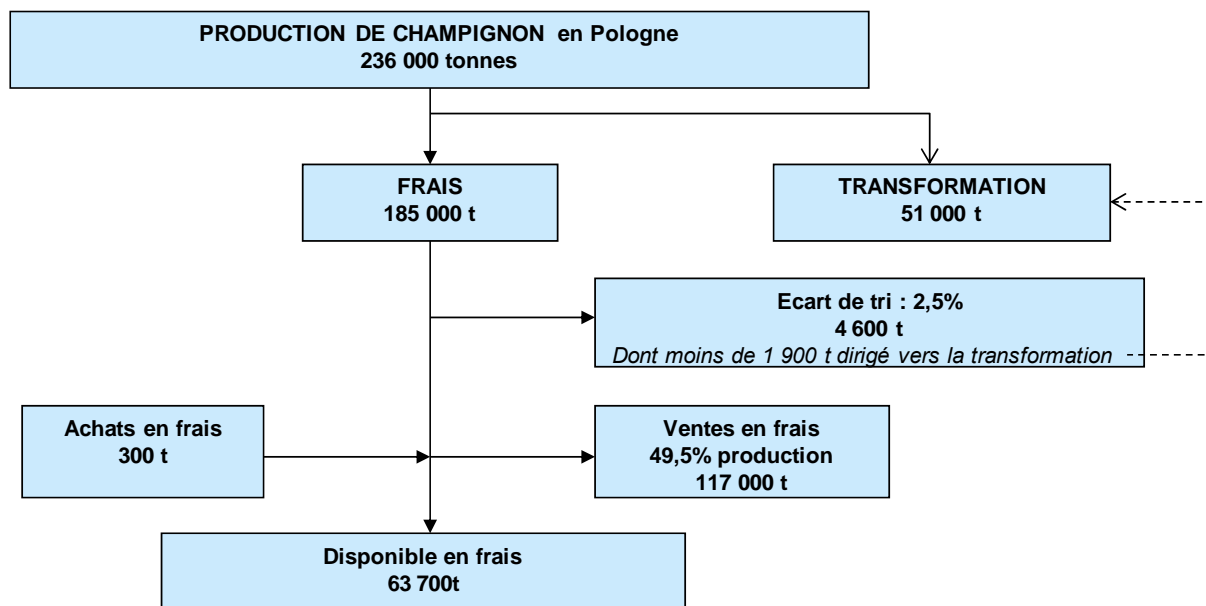 PRODUCTION DE CHAMPIGNON en Pologne
236 000 tonnes
FRAIS
185 000 t
TRANSFORMATION
51 000 t
Ecart de tri : 2,5%
4 600 t
Dont moins de 1 900 t dirigé vers la transformation
Achats en frais
300 t
Ventes en frais
49,5% production
117 000 t
Disponible en frais
63 700t